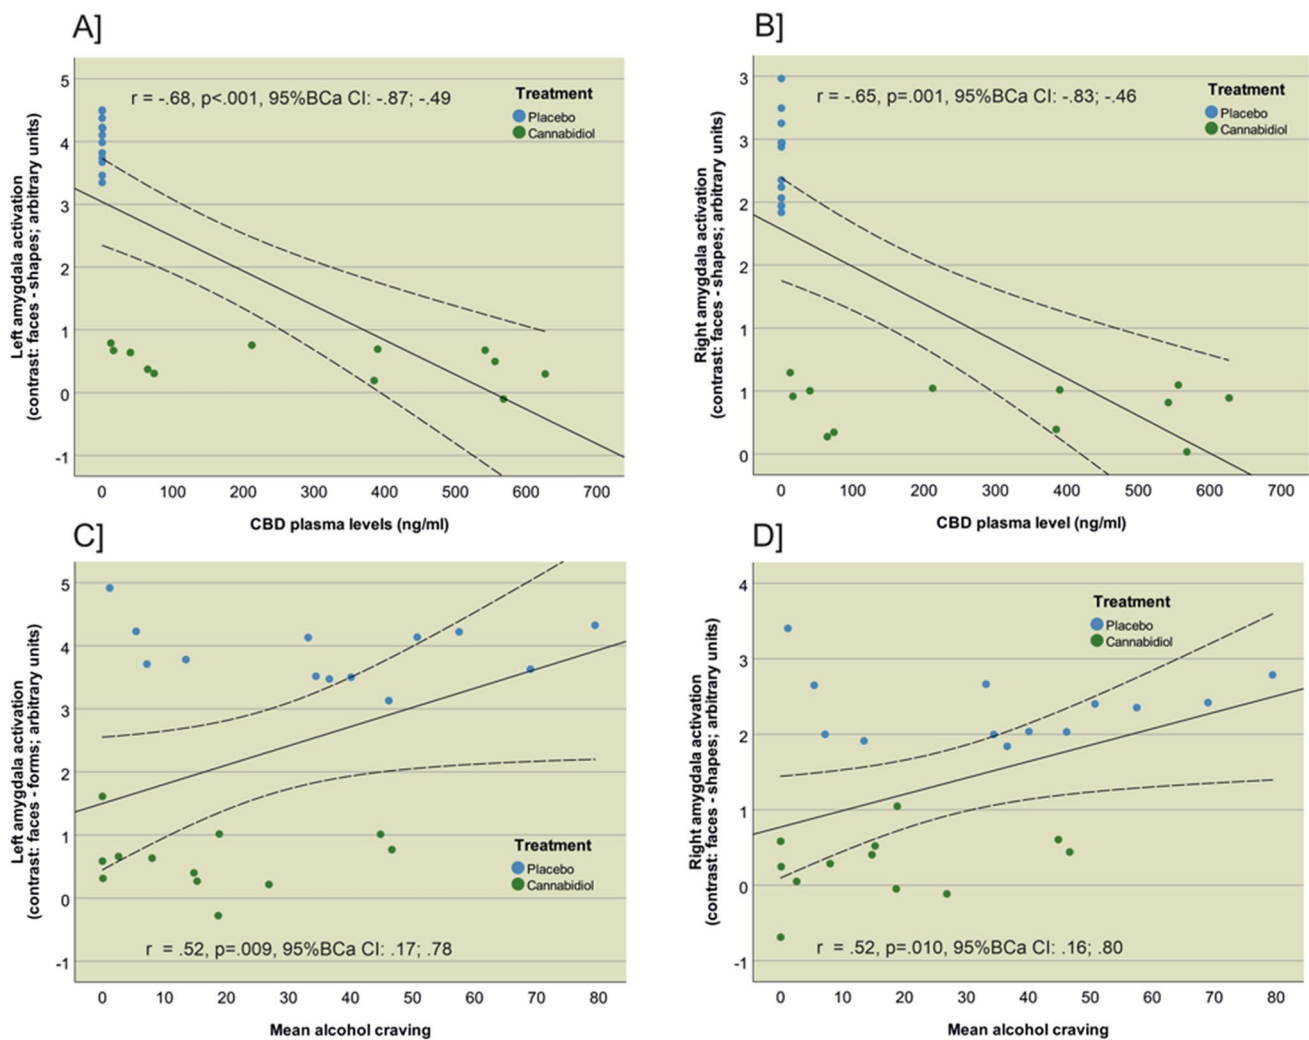 A]
r = -.68, p<.001, 95%BCa CI: -.87; -.49
Treatment
Placebo
Cannabidiol
Left amygdala activation
(contrast: faces - shapes; arbitrary units)
5
4
3
2
1
0
-1
0 100 200 300 400 500 600 700
CBD plasma levels (ng/ml)
B]
r = -.65, p=.001, 95%BCa CI: -.83; -.46
Treatment
Placebo
Cannabidiol
Right amygdala activation
(contrast: faces - shapes; arbitrary units)
3
3
2
2
1
1
0
0 100 200 300 400 500 600 700
CBD plasma level (ng/ml)
C]
Left amygdala activation
(contrast: faces - forms; arbitrary units)
5
4
3
2
1
0
-1
Treatment
Placebo
Cannabidiol
r = .52, p=.009, 95%BCa CI: .17; .78
0 10 20 30 40 50 60 70 80
Mean alcohol craving
D]
Treatment
Placebo
Cannabidiol
Right amygdala activation
(contrast: faces - shapes; arbitrary units)
4
3
2
1
0
-1
r = .52, p=.010, 95%BCa CI: .16; .80
0 10 20 30 40 50 60 70 80
Mean alcohol craving